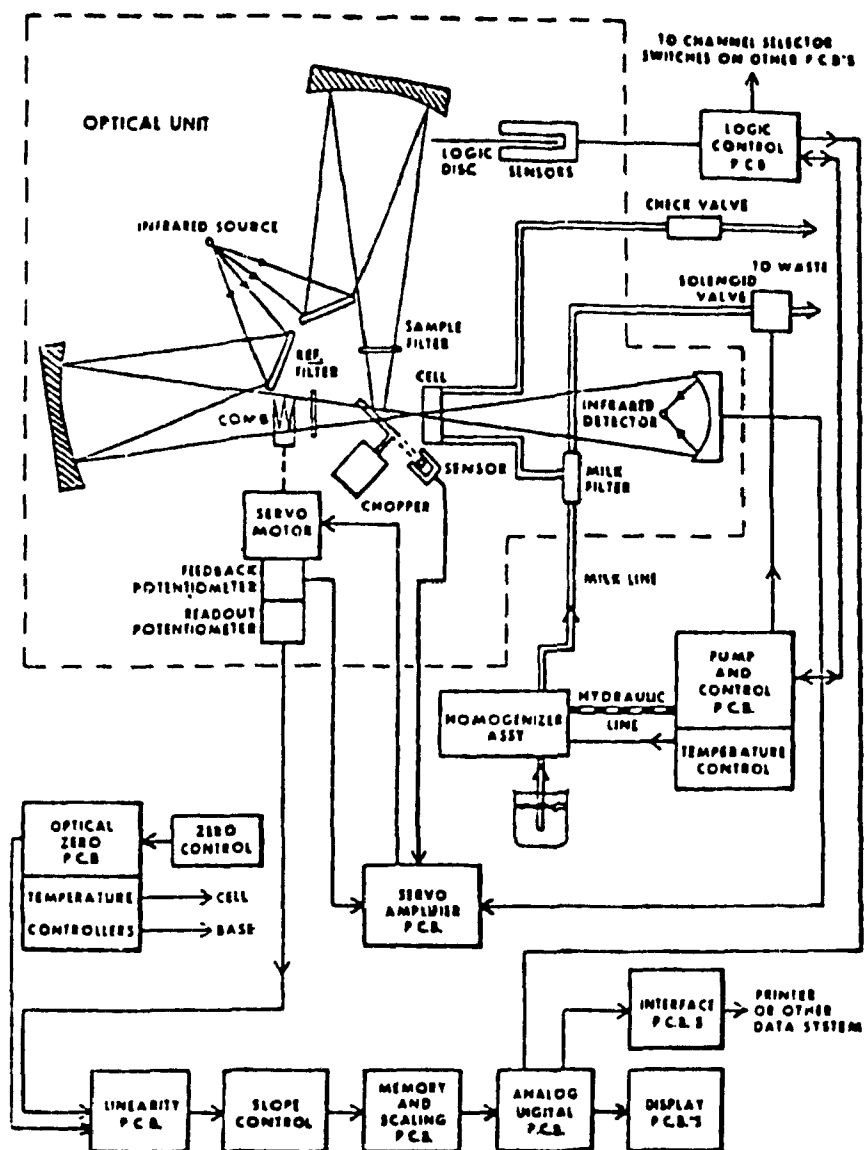 TO CHANNEL SELECTOR
SWITCHES ON OTHER P.C.B'S
OPTICAL UNIT
LOGIC
DISC
SENSORS
LOGIC
CONTROL
P.C.B
CHECK VALVE
INFRARED SOURCE
TO WASTE
SOLENOID
VALVE
SAMPLE
FILTER
REF.
FILTER
CELL
COMB
INFRARED
DETECTOR
SENSOR
MILK
FILTER
CHOPPER
SERVO
MOTOR
FEEDBACK
POTENTIOMETER
READOUT
POTENTIOMETER
MILK LINE
HOMOGENIZER
ASSY
HYDRAULIC
LINE
PUMP
AND
CONTROL
P.C.B.
TEMPERATURE
CONTROL
OPTICAL
ZERO
P.C.B
ZERO
CONTROL
TEMPERATURE
CONTROLLERS
CELL
BASE
SERVO
AMPLIFIER
P.C.B.
INTERFACE
P.C.B S
PRINTER
OR OTHER
DATA SYSTEM
LINEARITY
P.C.B.
SLOPE
CONTROL
MEMORY
AND
SCALING
P.C.B.
ANALOG
DIGITAL
P.C.B.
DISPLAY
P.C.B.'S